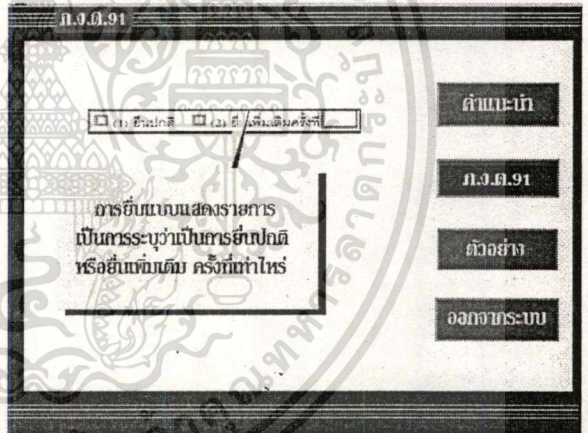 ภ.ง.ด.91
(1) ยื่นปกติ (2) ยื่นเพิ่มเติมครั้งที่
การยื่นแบบแสดงรายการ
เป็นการระบุว่าเป็นการยื่นปกติ
หรือยื่นเพิ่มเติม ครั้งที่เท่าไหร่
คำแนะนำ
ภ.ง.ด.91
ตัวอย่าง
ออกจากระบบ